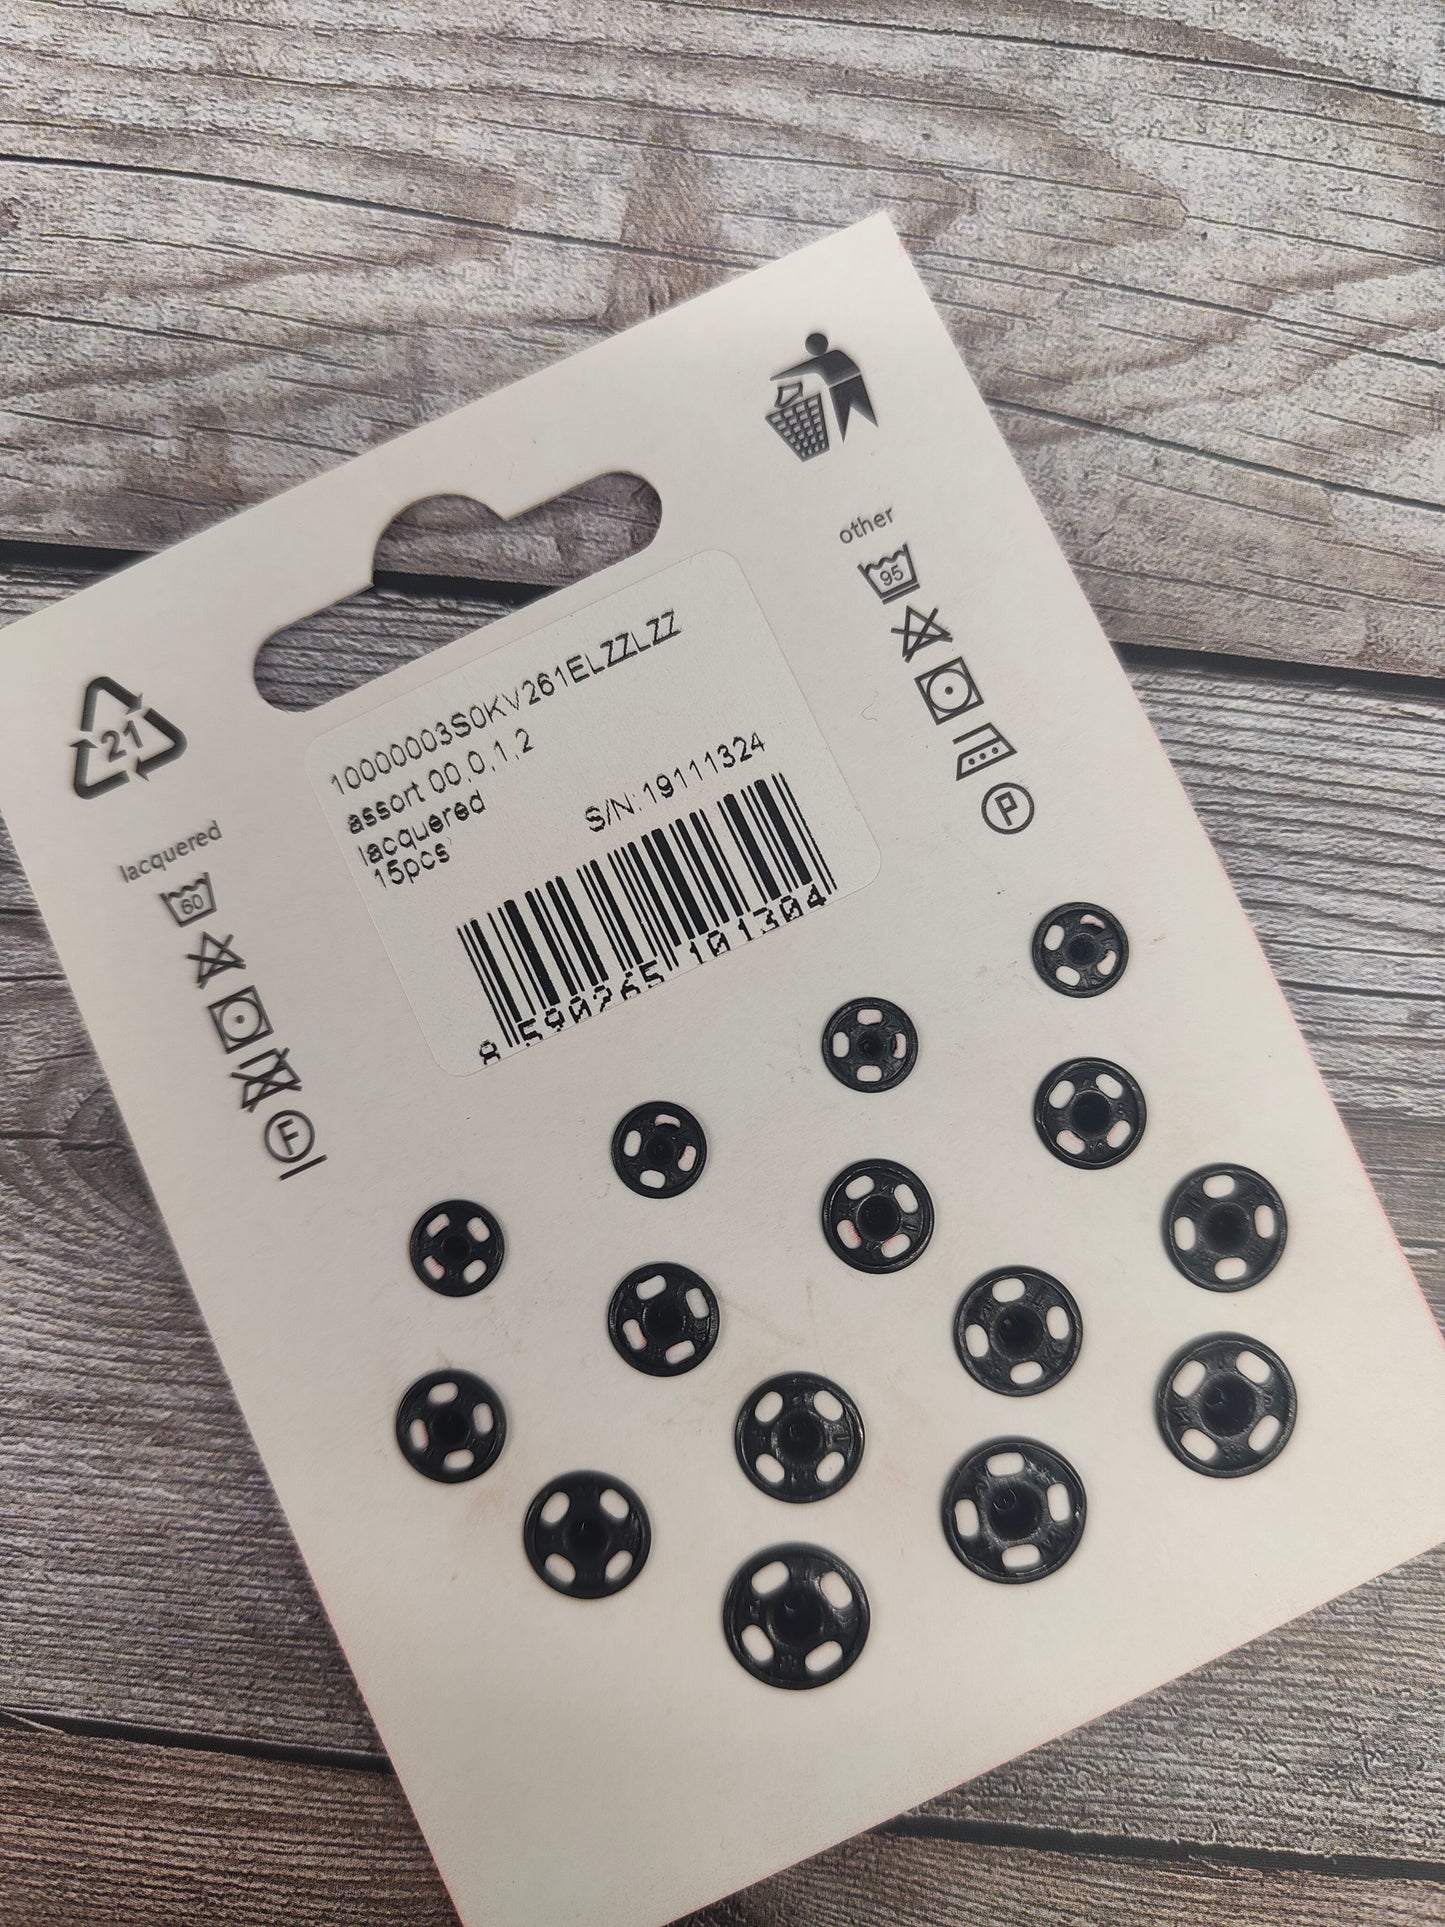 21
other
95
P
10000003S0KV261ELZZLZZ
assort 00,0,1,2
lacquered
15pcs
S/N:19111324
8 590265 101304
lacquered
60
F